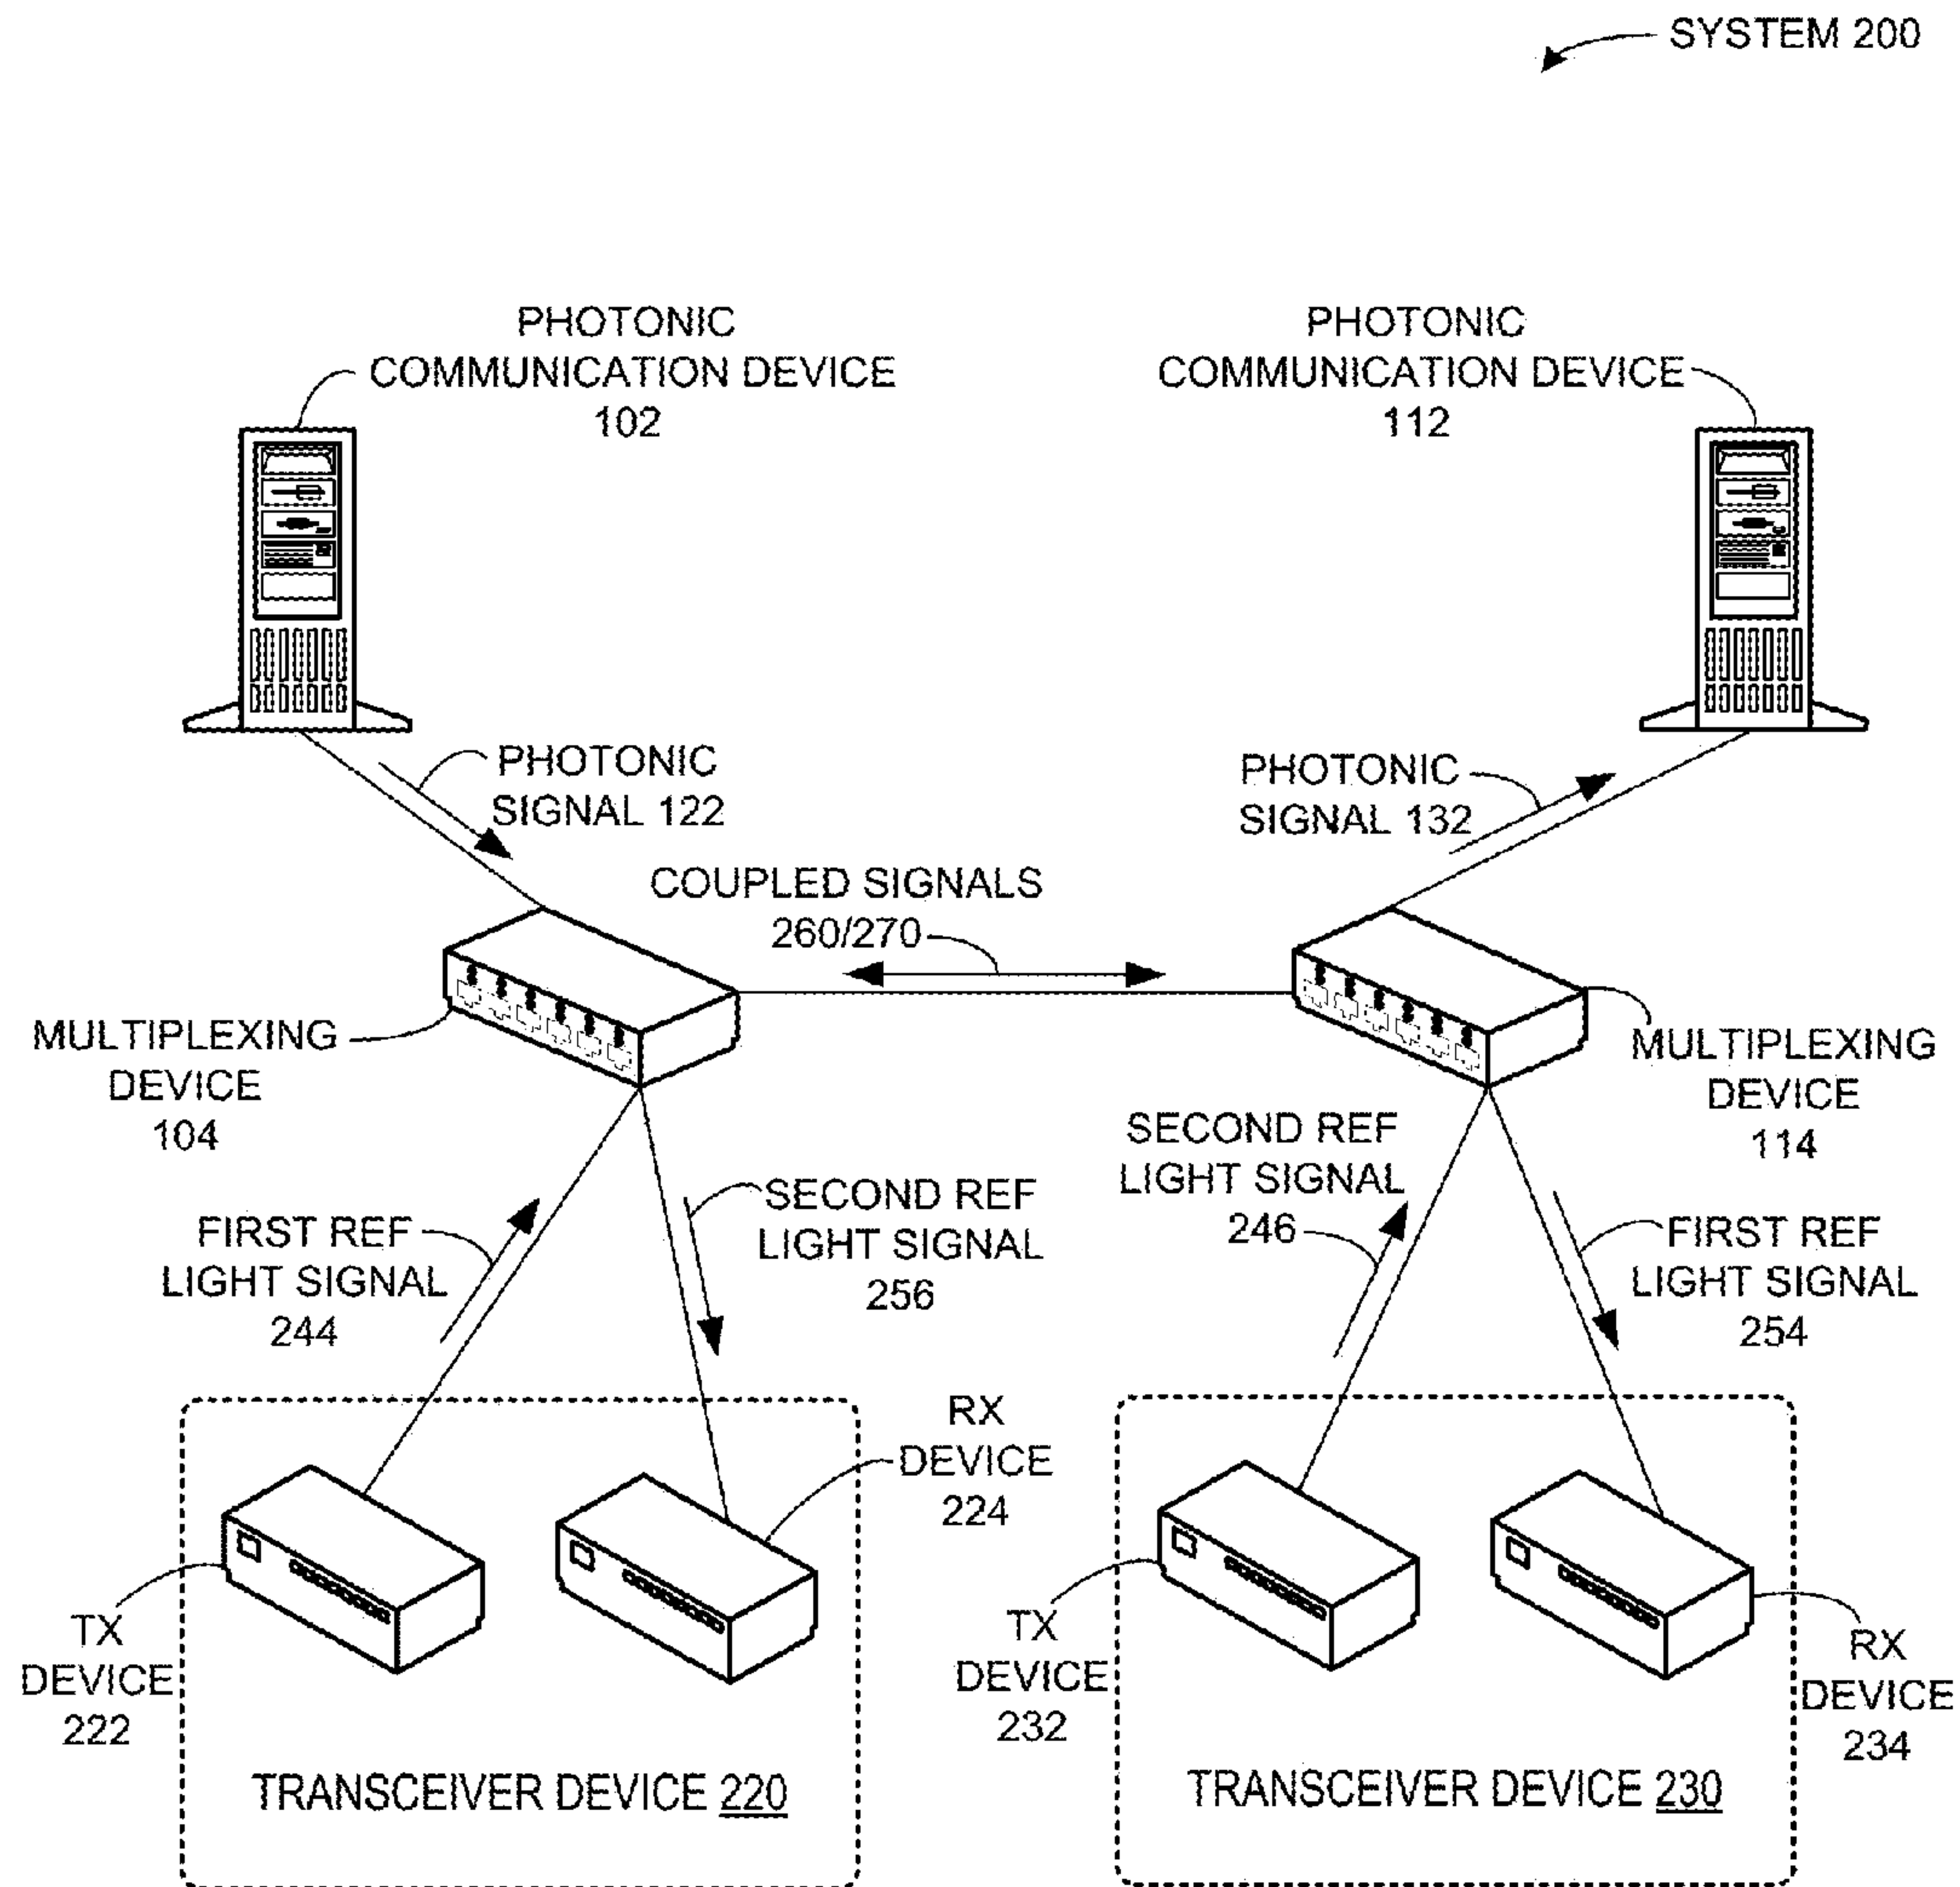 SYSTEM 200
PHOTONIC
COMMUNICATION DEVICE
102
PHOTONIC
COMMUNICATION DEVICE
112
PHOTONIC
SIGNAL 122
PHOTONIC
SIGNAL 132
COUPLED SIGNALS
260/270
MULTIPLEXING
DEVICE
104
MULTIPLEXING
DEVICE
114
FIRST REF
LIGHT SIGNAL
244
SECOND REF
LIGHT SIGNAL
256
SECOND REF
LIGHT SIGNAL
246
FIRST REF
LIGHT SIGNAL
254
TX
DEVICE
222
RX
DEVICE
224
TX
DEVICE
232
RX
DEVICE
234
TRANSCEIVER DEVICE 220
TRANSCEIVER DEVICE 230